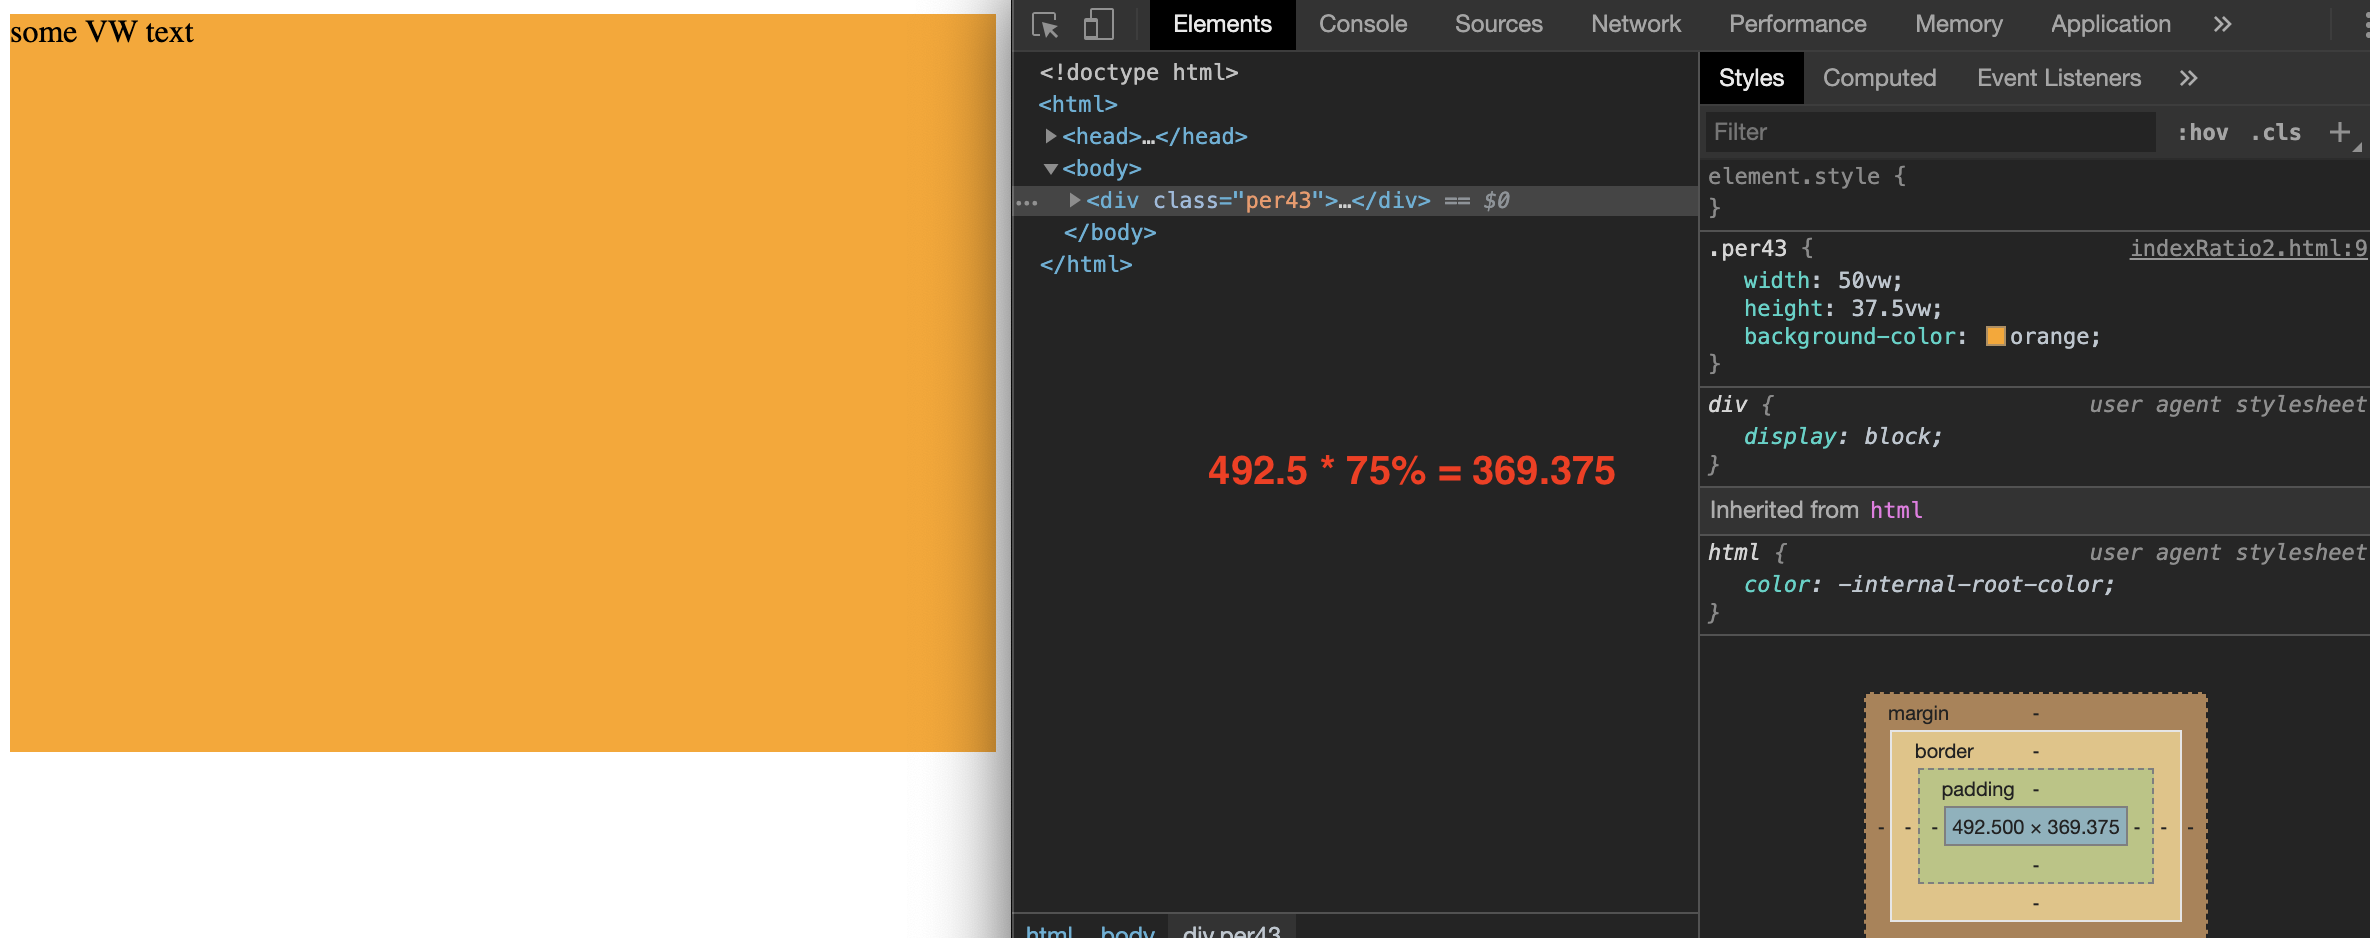 some VW text
Elements Console Sources Network Performance Memory Application »
<!doctype html>
<html>
<head>…</head>
<body>
… <div class="per43">…</div> == $0
</body>
</html>
492.5 * 75% = 369.375
html body div.per43
Styles Computed Event Listeners »
Filter :hov .cls +
element.style {
}
.per43 { indexRatio2.html:9
width: 50vw;
height: 37.5vw;
background-color: orange;
}
div { user agent stylesheet
display: block;
}
Inherited from html
html { user agent stylesheet
color: -internal-root-color;
}
margin -
border -
padding -
- - - 492.500 × 369.375 - - -
-
-